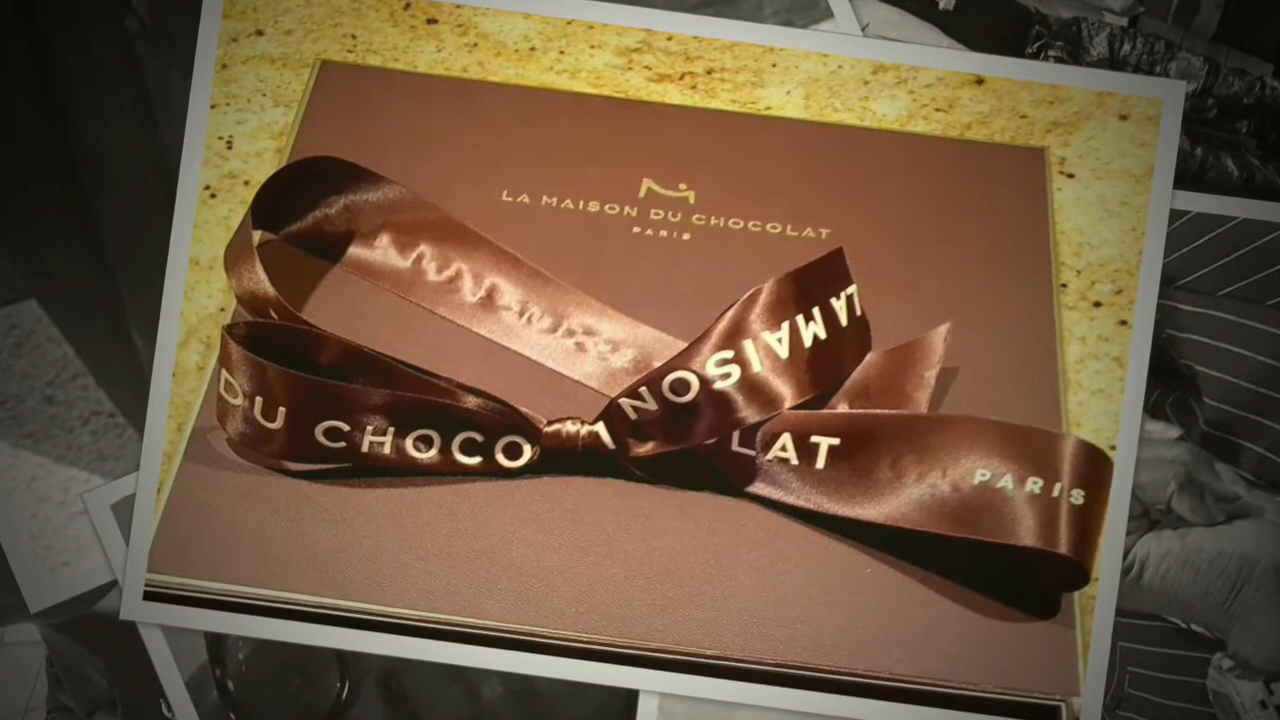 LA MAISON DU CHOCOLAT
PARIS
LA MAISON
DU CHOCO
LAT
PARIS